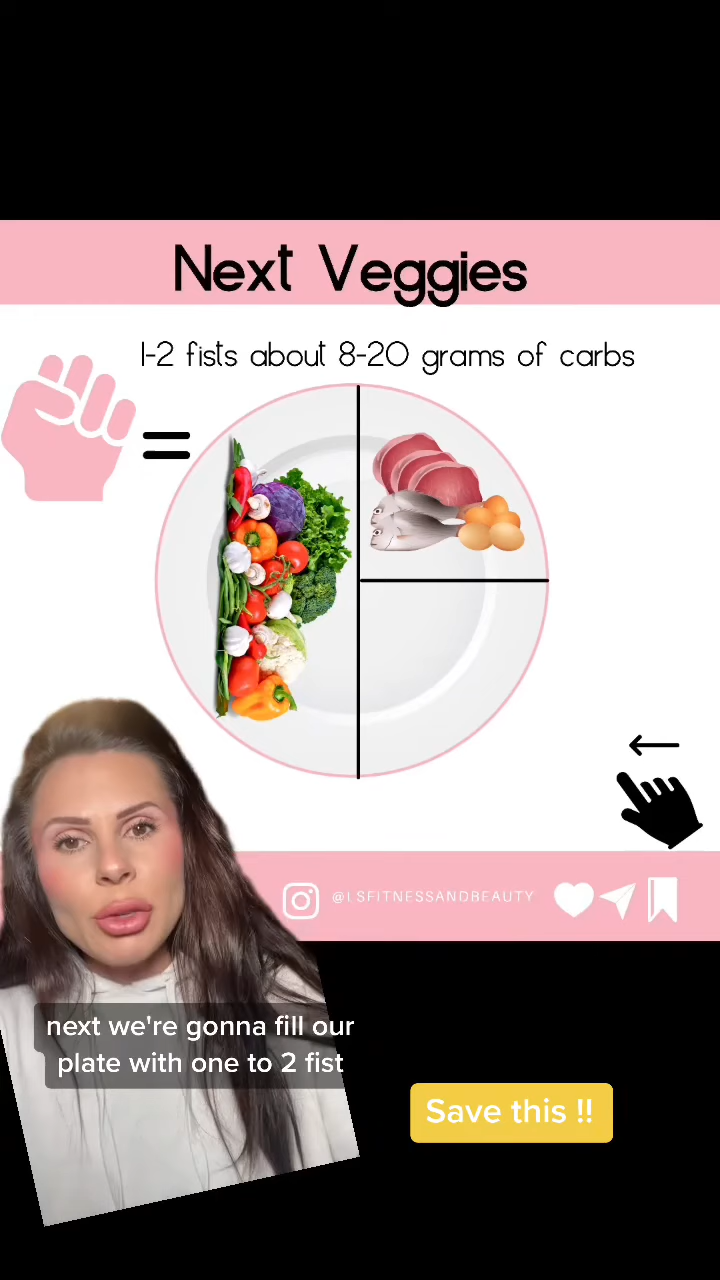 Next Veggies
1-2 fists about 8-20 grams of carbs
=
@LSFITNESSANDBEAUTY
next we're gonna fill our
plate with one to 2 fist
Save this !!